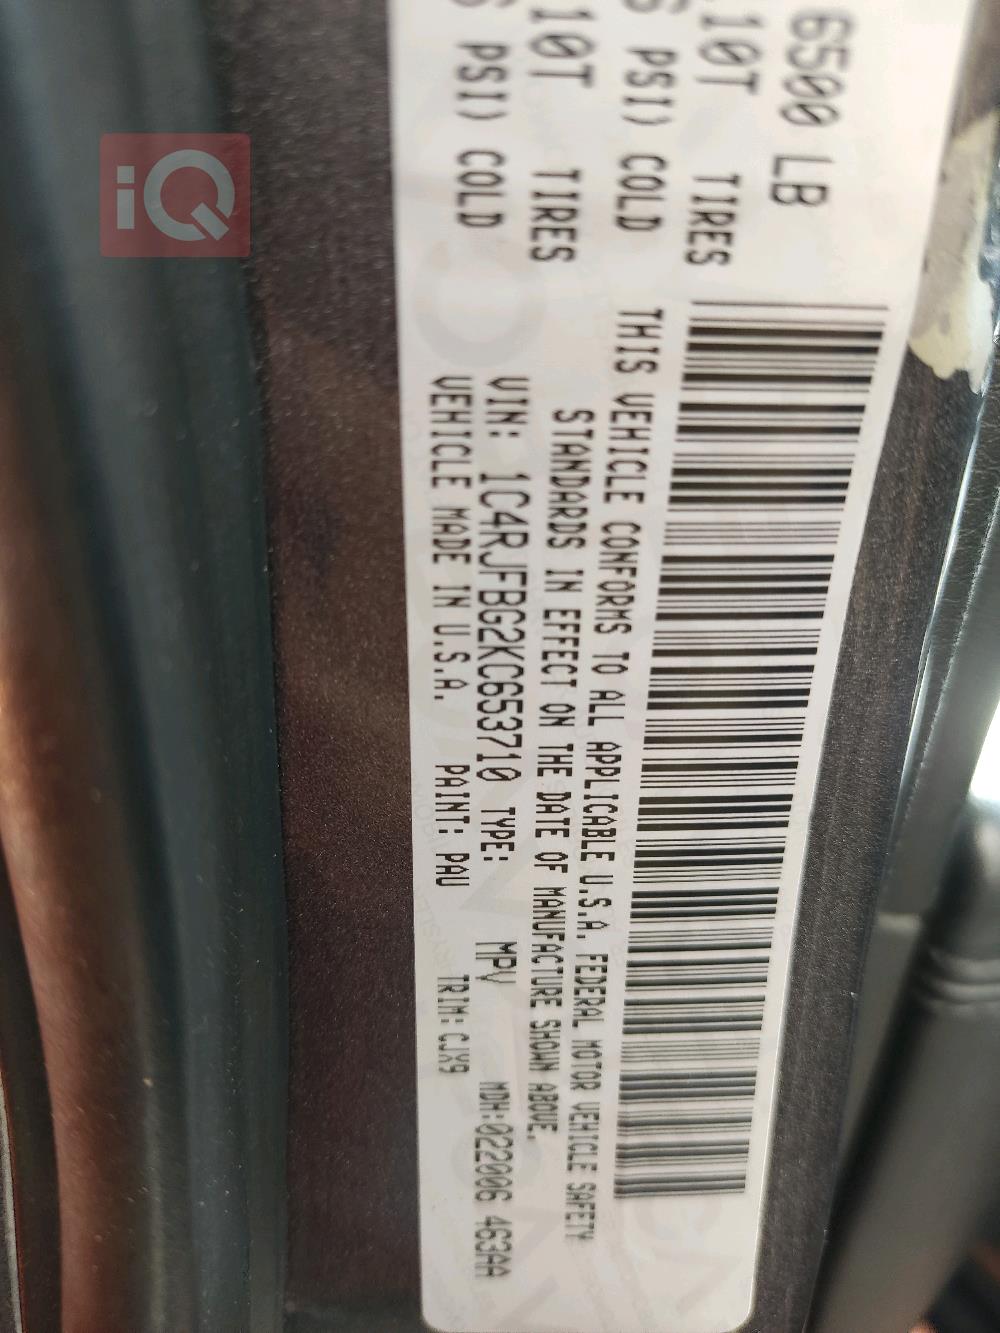 6500 LB
10T TIRES
PSI) COLD
10T TIRES
PSI) COLD
THIS VEHICLE CONFORMS TO ALL APPLICABLE U.S.A. FEDERAL MOTOR VEHICLE SAFETY
STANDARDS IN EFFECT ON THE DATE OF MANUFACTURE SHOWN ABOVE.
VIN: 1C4RJFBG2KC653710 TYPE: MPV MDH:022006 463AA
VEHICLE MADE IN U.S.A. PAINT: PAU TRIM: CJX9
iQ